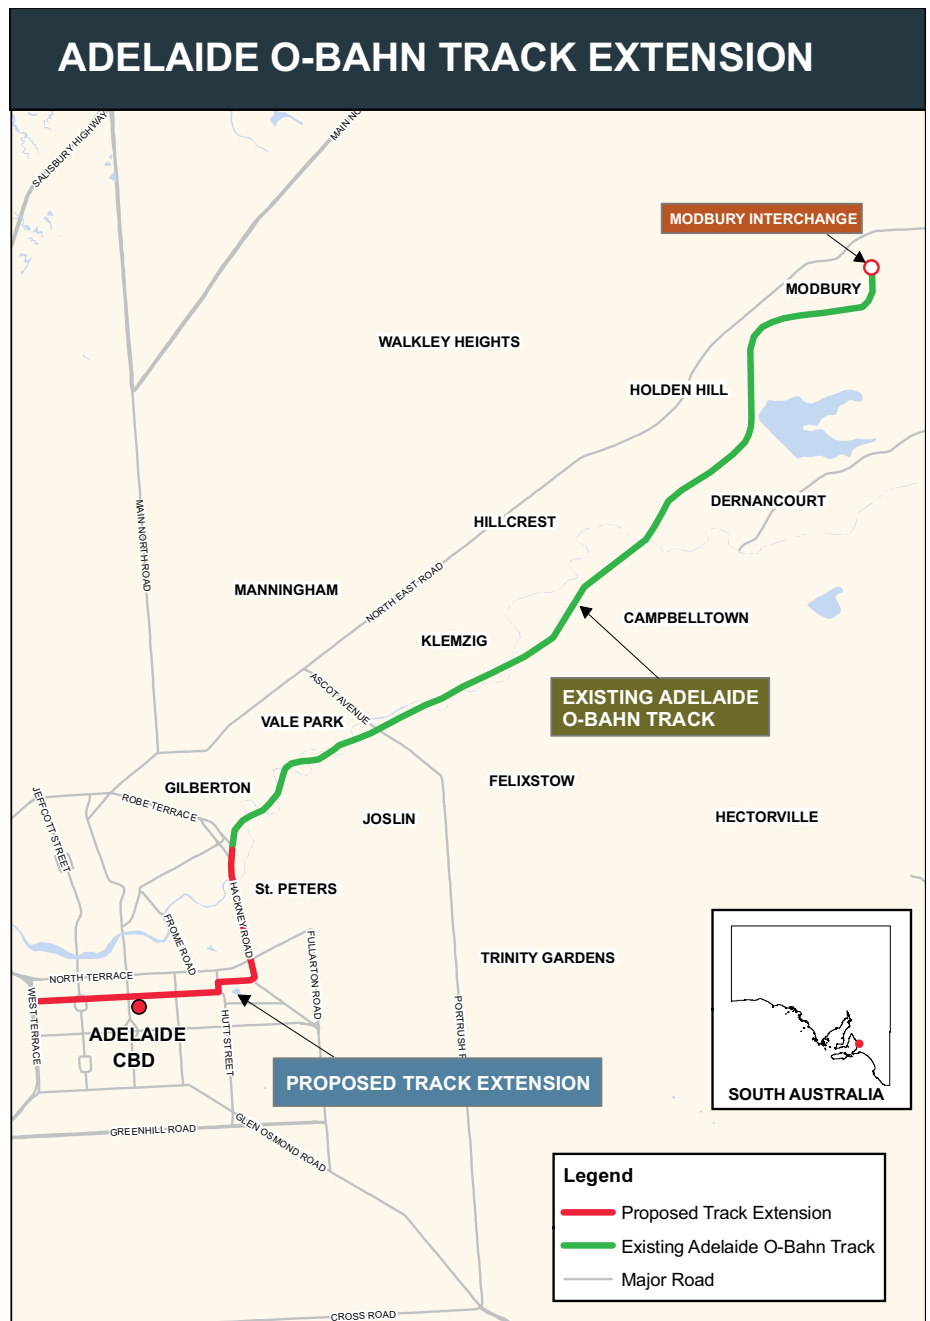 ADELAIDE O-BAHN TRACK EXTENSION
SALISBURY HIGHWAY
MAIN NO
MODBURY INTERCHANGE
MODBURY
WALKLEY HEIGHTS
HOLDEN HILL
DERNANCOURT
MAIN NORTH ROAD
HILLCREST
MANNINGHAM
NORTH EAST ROAD
CAMPBELLTOWN
KLEMZIG
ASCOT AVENUE
EXISTING ADELAIDE
O-BAHN TRACK
VALE PARK
FELIXSTOW
GILBERTON
JEFFCOTT STREET
ROBE TERRACE
JOSLIN
HECTORVILLE
St. PETERS
HACKNEY ROAD
FROME ROAD
FULLARTON ROAD
TRINITY GARDENS
NORTH TERRACE
WEST TERRACE
ADELAIDE
CBD
HUTT STREET
PORTRUSH R
PROPOSED TRACK EXTENSION
SOUTH AUSTRALIA
GREENHILL ROAD
GLEN OSMOND ROAD
Legend
Proposed Track Extension
Existing Adelaide O-Bahn Track
Major Road
CROSS ROAD